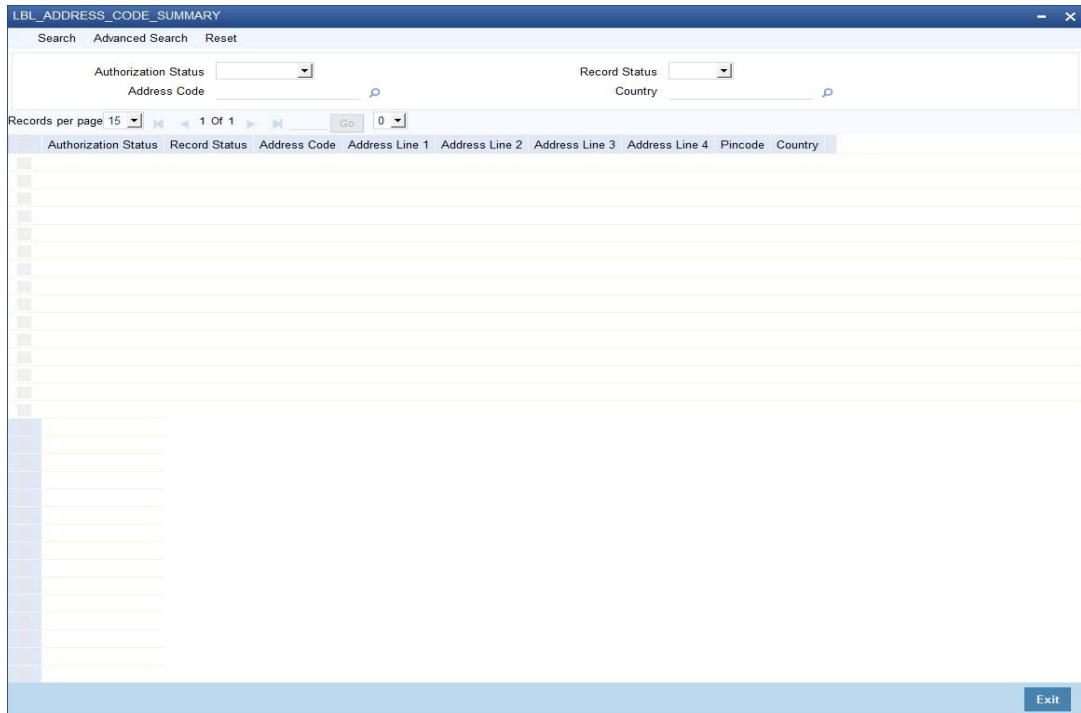 LBL_ADDRESS_CODE_SUMMARY
Search Advanced Search Reset
Authorization Status Record Status
Address Code Country
Records per page 15 1 Of 1 Go 0
Authorization Status Record Status Address Code Address Line 1 Address Line 2 Address Line 3 Address Line 4 Pincode Country
Exit